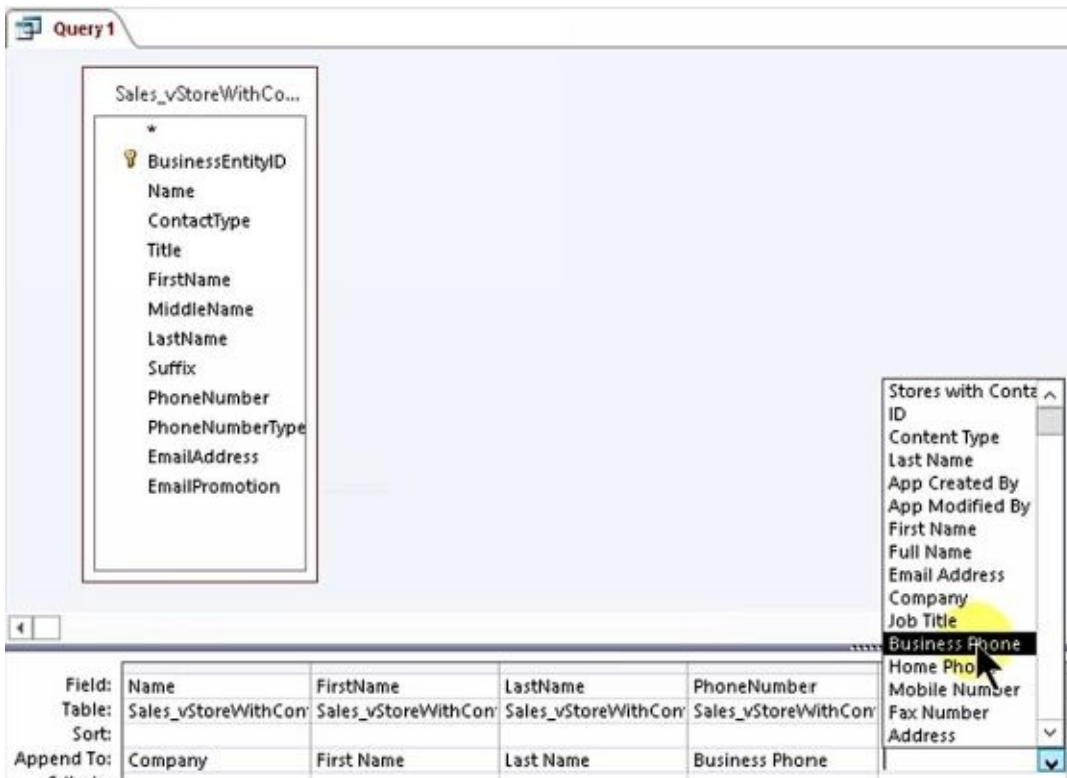 Query1
Sales_vStoreWithCo...
*
BusinessEntityID
Name
ContactType
Title
FirstName
MiddleName
LastName
Suffix
PhoneNumber
PhoneNumberType
EmailAddress
EmailPromotion
Stores with Conta
ID
Content Type
Last Name
App Created By
App Modified By
First Name
Full Name
Email Address
Company
Job Title
Business Phone
Home Pho
Mobile Number
Fax Number
Address
Field: Name FirstName LastName PhoneNumber
Table: Sales_vStoreWithCon Sales_vStoreWithCon Sales_vStoreWithCon Sales_vStoreWithCon
Sort:
Append To: Company First Name Last Name Business Phone